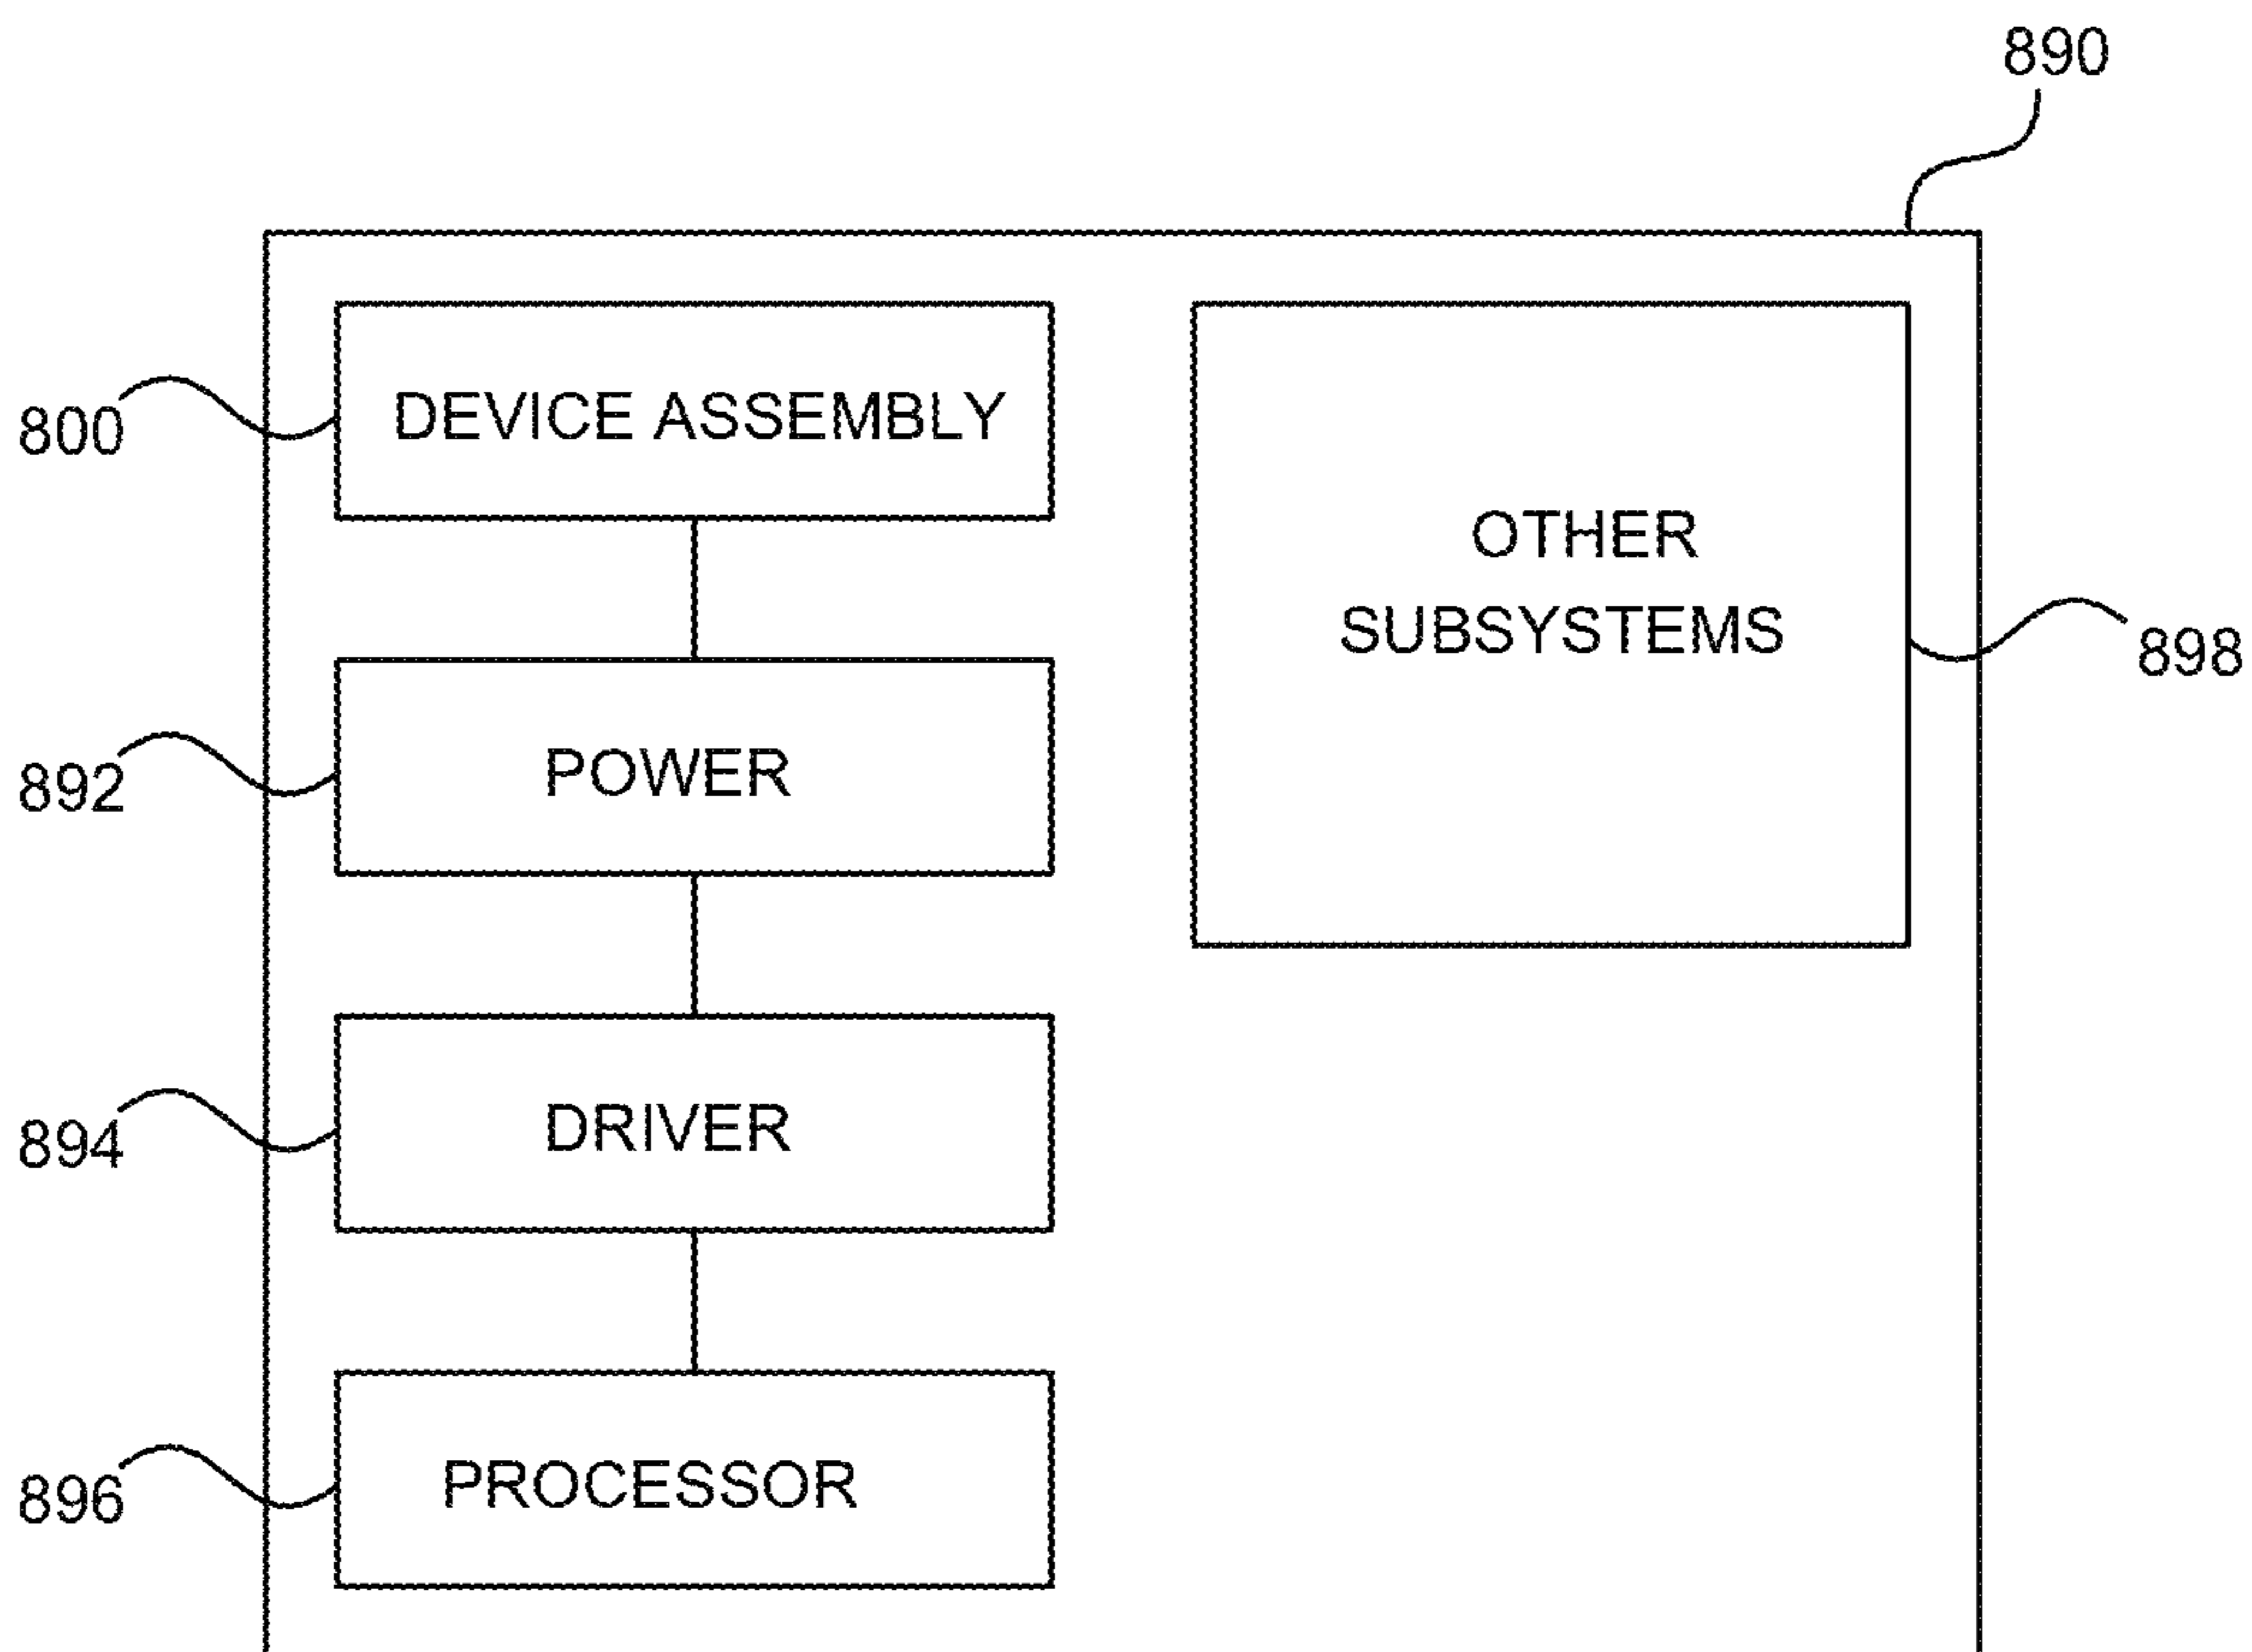 890
800
DEVICE ASSEMBLY
OTHER
SUBSYSTEMS
898
892
POWER
894
DRIVER
896
PROCESSOR